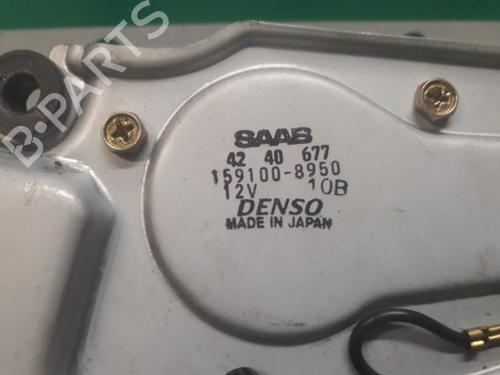 B-PARTS
SAAB
42 40 677
159100-8950
12V 10B
DENSO
MADE IN JAPAN